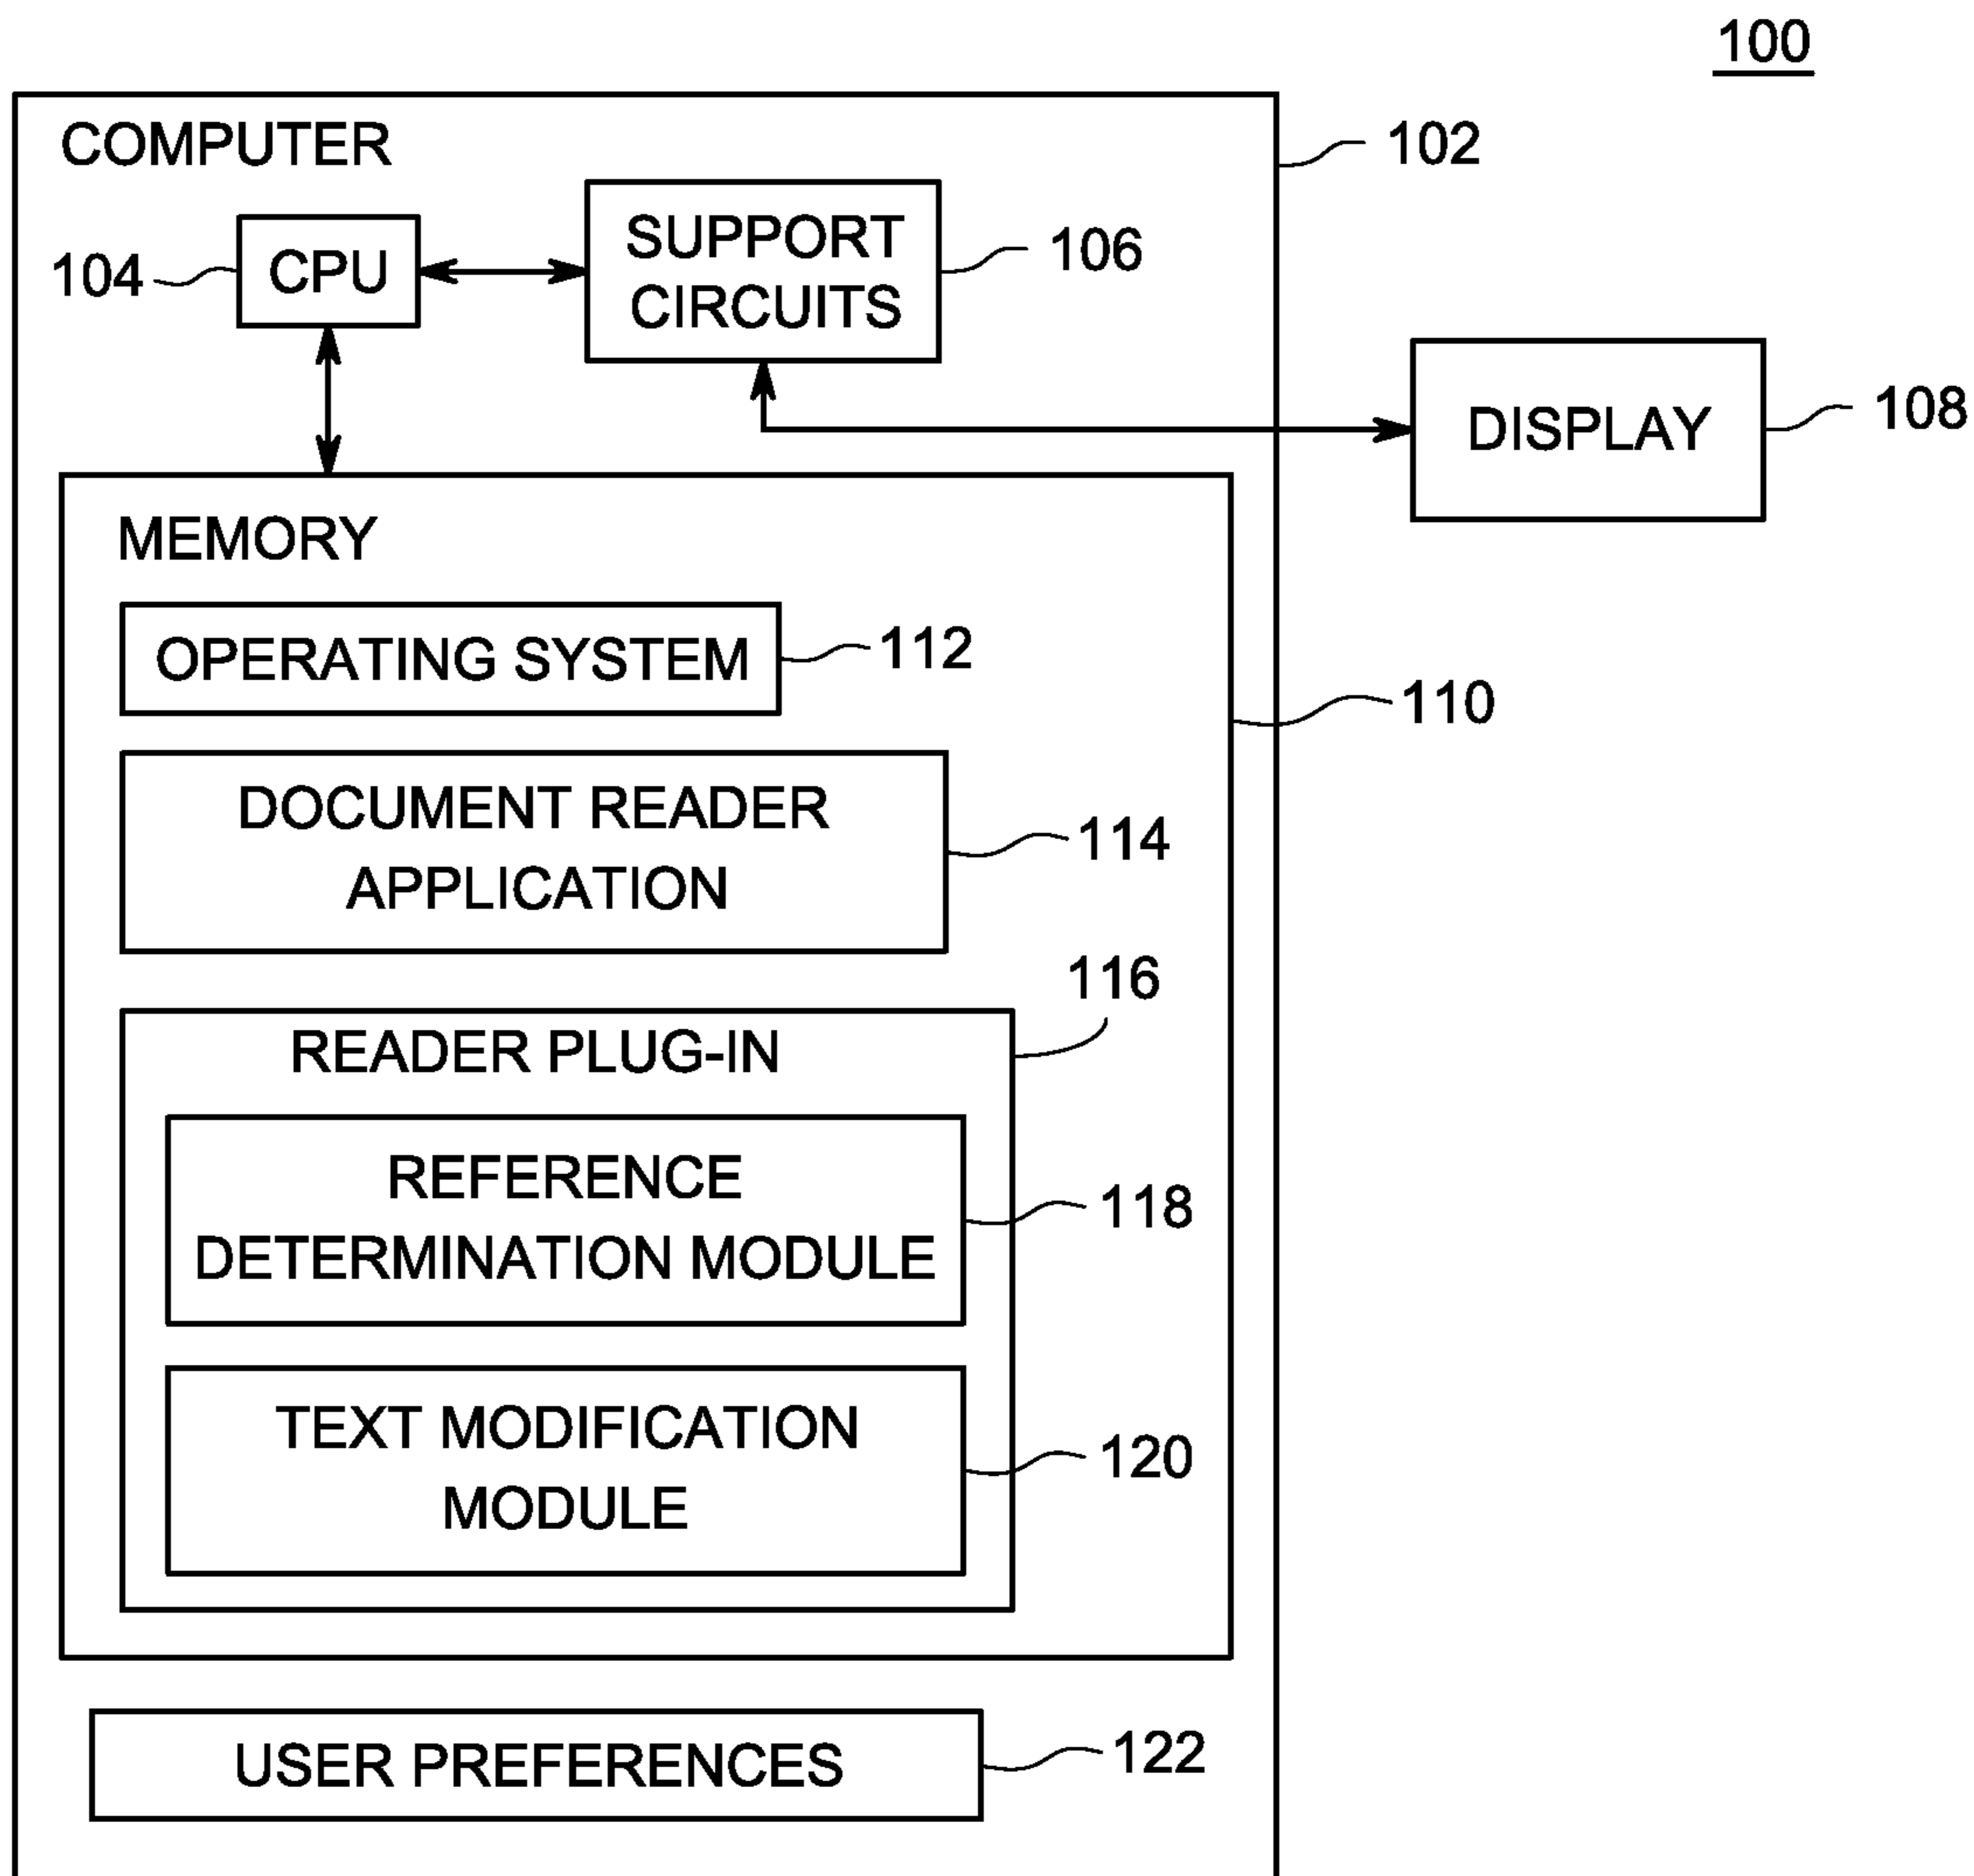 100
COMPUTER
102
104
CPU
SUPPORT
CIRCUITS
106
DISPLAY
108
MEMORY
OPERATING SYSTEM
112
110
DOCUMENT READER
APPLICATION
114
116
READER PLUG-IN
REFERENCE
DETERMINATION MODULE
118
TEXT MODIFICATION
MODULE
120
USER PREFERENCES
122